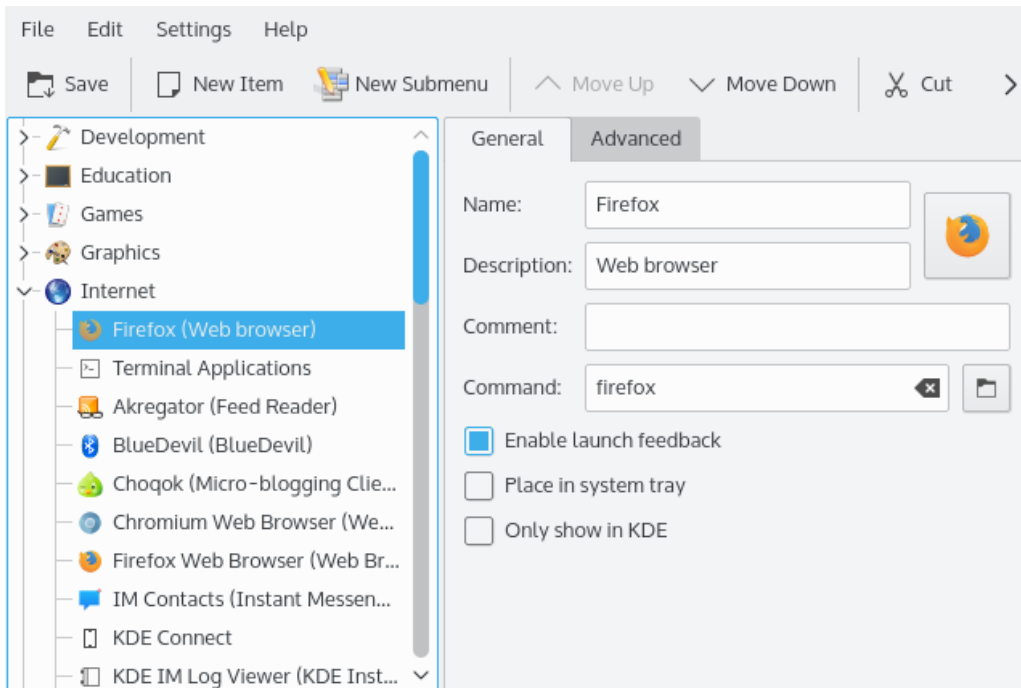 File Edit Settings Help
Save New Item New Submenu Move Up Move Down Cut
Development
Education
Games
Graphics
Internet
Firefox (Web browser)
Terminal Applications
Akregator (Feed Reader)
BlueDevil (BlueDevil)
Choqok (Micro-blogging Clie...
Chromium Web Browser (We...
Firefox Web Browser (Web Br...
IM Contacts (Instant Messen...
KDE Connect
KDE IM Log Viewer (KDE Inst...
General Advanced
Name: Firefox
Description: Web browser
Comment:
Command: firefox
Enable launch feedback
Place in system tray
Only show in KDE